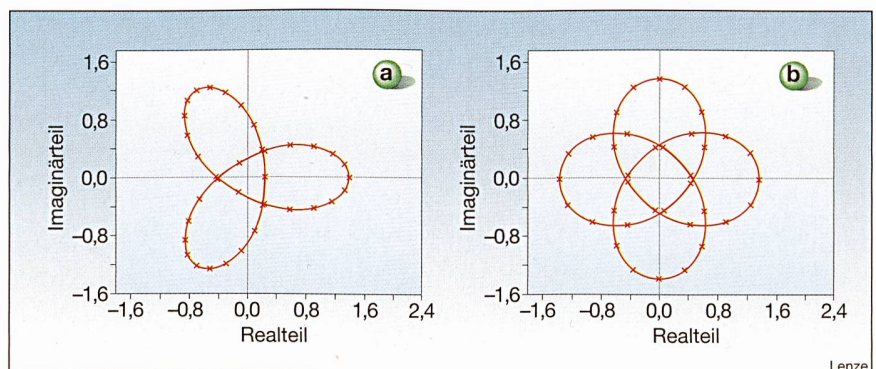 a
1,6
0,8
0,0
–0,8
–1,6
Imaginärteil
–1,6 –0,8 0,0 0,8 1,6 2,4
Realteil
b
1,6
0,8
0,0
–0,8
–1,6
Imaginärteil
–1,6 –0,8 0,0 0,8 1,6 2,4
Realteil
Lenze